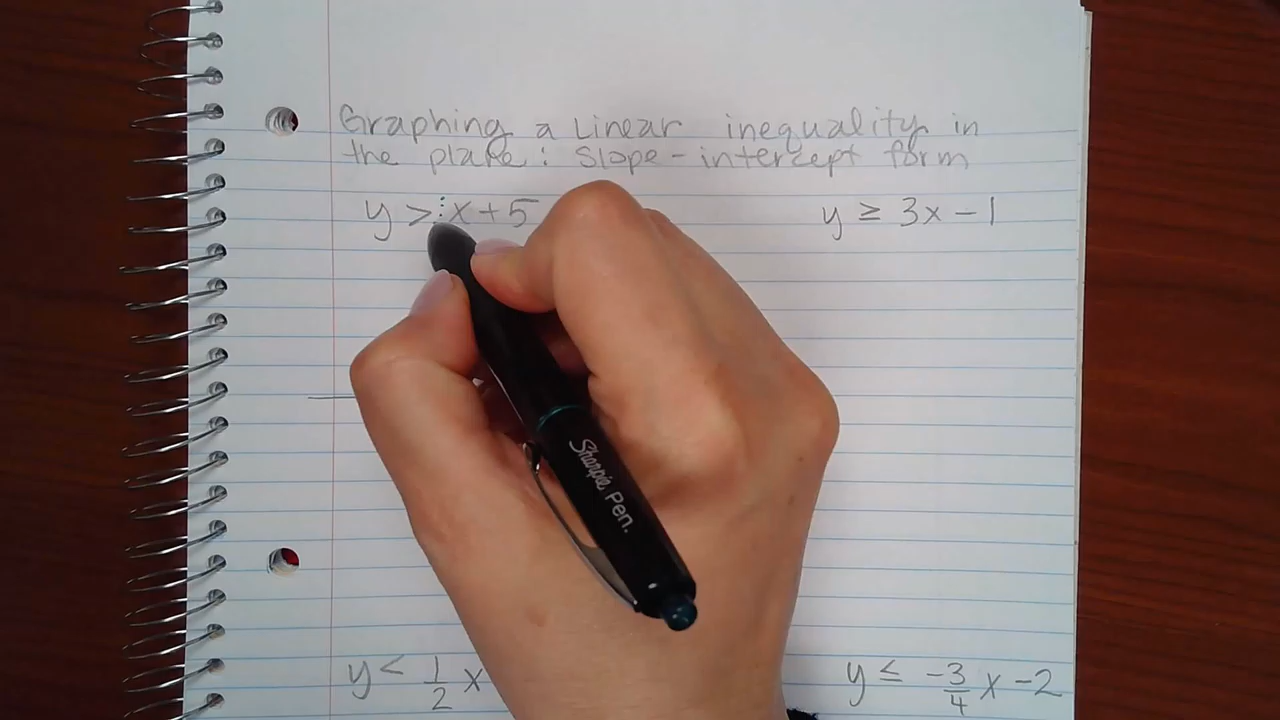 Graphing a Linear inequality in
the plane: Slope-intercept form
y > x + 5
y ≥ 3x - 1
Sharpie Pen.
y < 1/2 x
y ≤ -3/4 x - 2